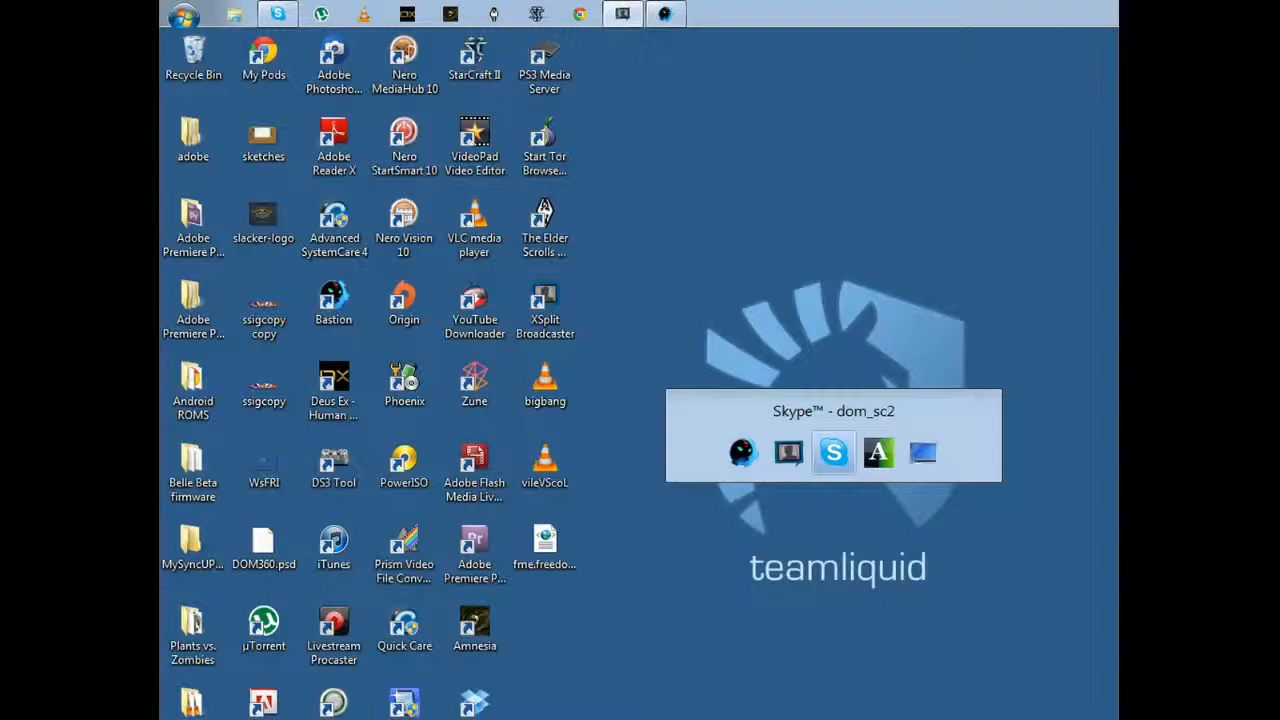 Recycle Bin
My Pods
Adobe
Photosho...
Nero
MediaHub 10
StarCraft II
PS3 Media
Server
adobe
sketches
Adobe
Reader X
Nero
StartSmart 10
VideoPad
Video Editor
Start Tor
Browse...
Adobe
Premiere P...
slacker-logo
Advanced
SystemCare 4
Nero Vision
10
VLC media
player
The Elder
Scrolls ...
Adobe
Premiere P...
ssigcopy
copy
Bastion
Origin
YouTube
Downloader
XSplit
Broadcaster
Android
ROMS
ssigcopy
Deus Ex -
Human ...
Phoenix
Zune
bigbang
Skype™ - dom_sc2
A
Belle Beta
firmware
WsFRI
DS3 Tool
PowerISO
Adobe Flash
Media Liv...
vileVScoL
MySyncUP...
DOM360.psd
iTunes
Prism Video
File Conv...
Adobe
Premiere P...
fme.freedo...
teamliquid
Plants vs.
Zombies
µTorrent
Livestream
Procaster
Quick Care
Amnesia